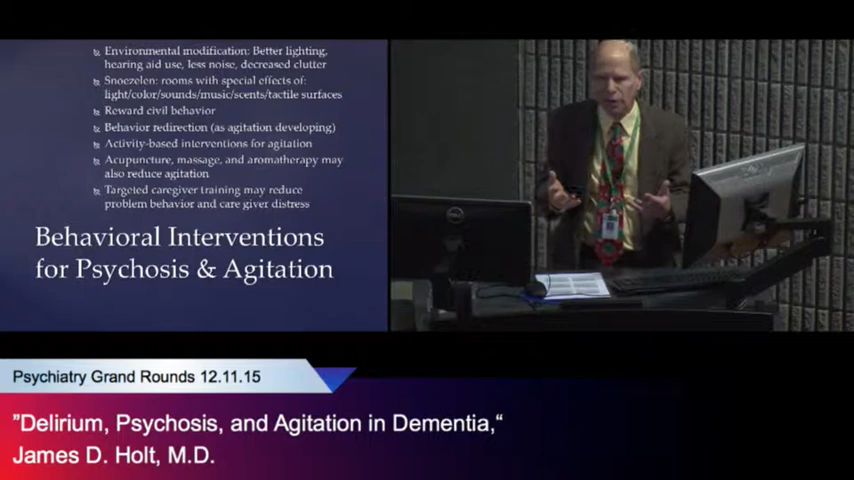 Environmental modification: Better lighting,
hearing aid use, less noise, decreased clutter
Snoezelen: rooms with special effects of:
light/color/sounds/music/scents/tactile surfaces
Reward civil behavior
Behavior redirection (as agitation developing)
Activity-based interventions for agitation
Acupuncture, massage, and aromatherapy may
also reduce agitation
Targeted caregiver training may reduce
problem behavior and care giver distress
Behavioral Interventions
for Psychosis & Agitation
DELL
Psychiatry Grand Rounds 12.11.15
"Delirium, Psychosis, and Agitation in Dementia,"
James D. Holt, M.D.